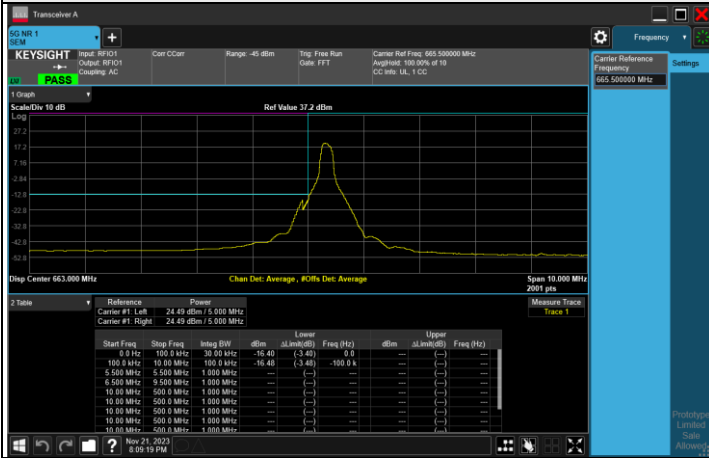 Transceiver A
5G NR 1
SEM
Frequency
KEYSIGHT
Input: RFIO1
Output: RFIO1
Coupling: AC
Corr CCorr
Range: -45 dBm
Trig: Free Run
Gate: FFT
Carrier Ref Freq: 665.500000 MHz
Avg|Hold: 100.00% of 10
CC Info: UL, 1 CC
PASS
Carrier Reference
Frequency
665.500000 MHz
Settings
1 Graph
Scale/Div 10 dB
Ref Value 37.2 dBm
Log
27.2
17.2
7.16
-2.84
-12.8
-22.8
-32.8
-42.8
-52.8
Disp Center 663.000 MHz
Chan Det: Average , #Offs Det: Average
Span 10.000 MHz
2001 pts
2 Table
Reference Power
Carrier #1: Left 24.49 dBm / 5.000 MHz
Carrier #1: Right 24.49 dBm / 5.000 MHz
Measure Trace
Trace 1
Lower Upper
Start Freq Stop Freq Integ BW dBm ΔLimit(dB) Freq (Hz) dBm ΔLimit(dB) Freq (Hz)
0.0 Hz 100.0 kHz 30.00 kHz -16.40 (-3.40) 0.0 --- (---) ---
100.0 kHz 10.00 MHz 100.0 kHz -16.48 (-3.48) -100.0 k --- (---) ---
5.500 MHz 5.500 MHz 1.000 MHz --- (---) --- --- (---) ---
6.500 MHz 9.500 MHz 1.000 MHz --- (---) --- --- (---) ---
10.00 MHz 500.0 MHz 1.000 MHz --- (---) --- --- (---) ---
10.00 MHz 500.0 MHz 1.000 MHz --- (---) --- --- (---) ---
10.00 MHz 500.0 MHz 1.000 MHz --- (---) --- --- (---) ---
10.00 MHz 500.0 MHz 1.000 MHz --- (---) --- --- (---) ---
Prototype
Limited
Sale
Allowed
Nov 21, 2023
8:09:19 PM